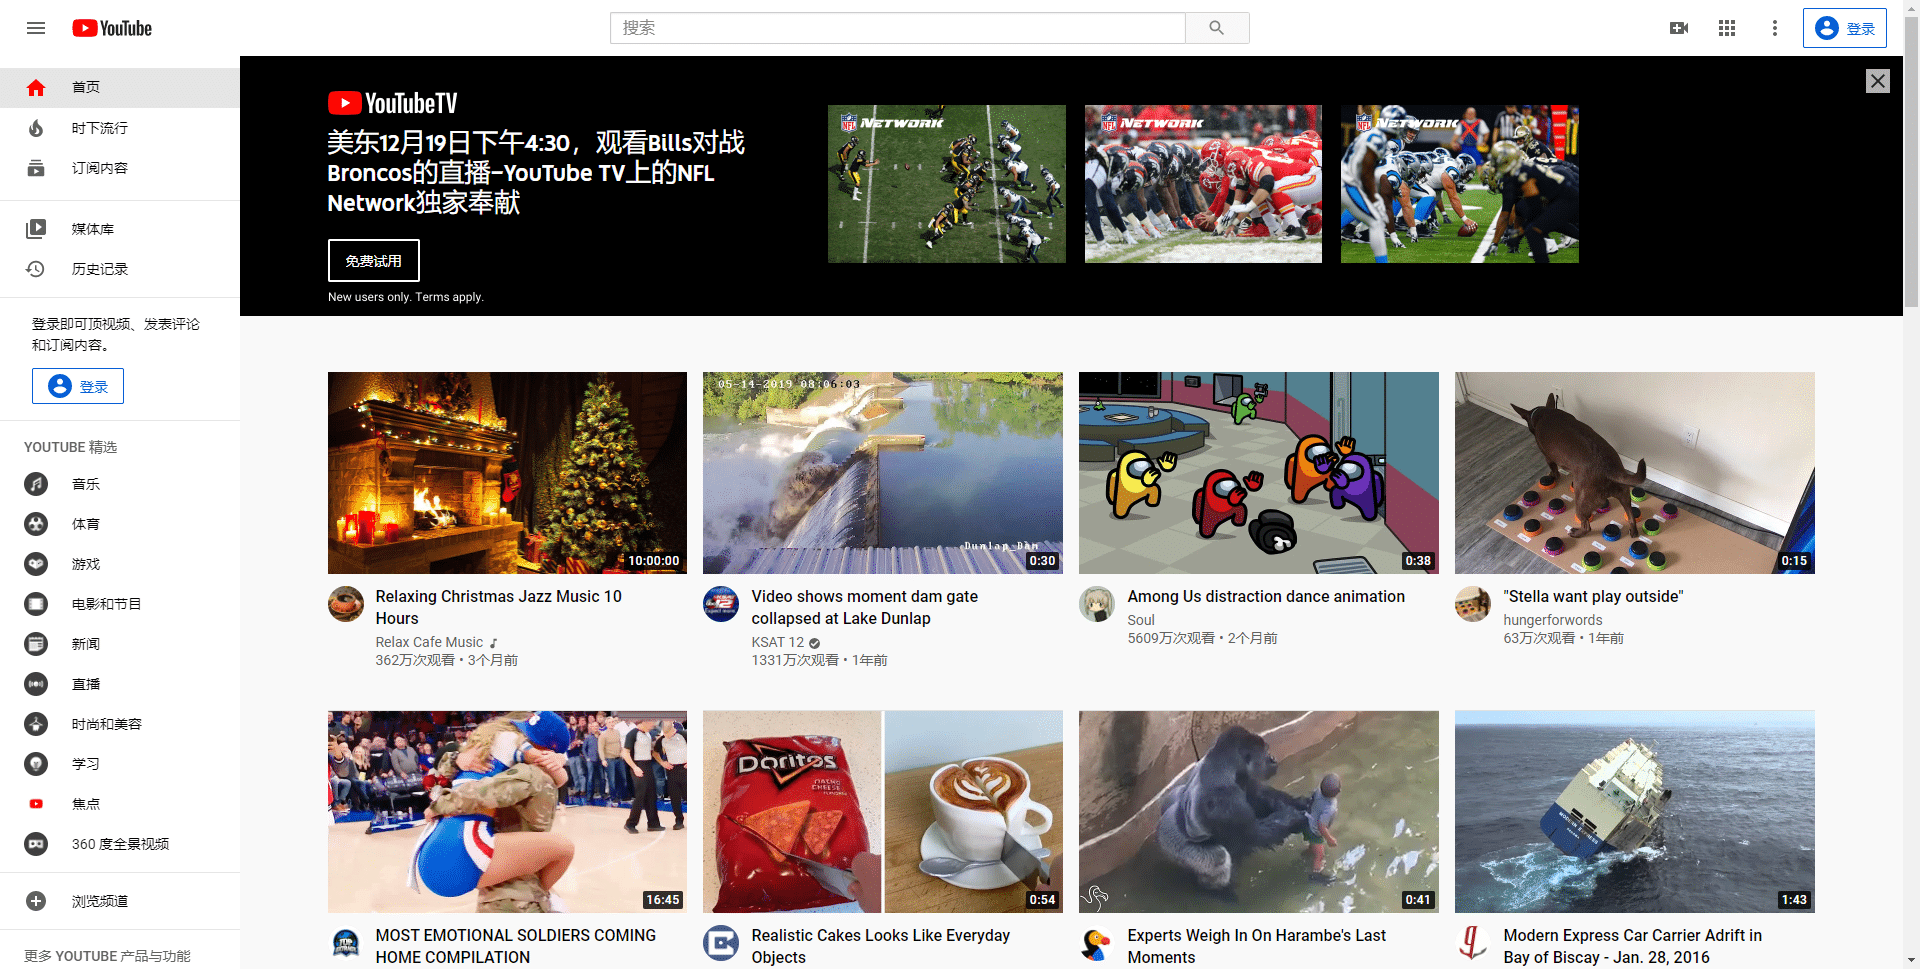 YouTube
搜索
登录
首页
时下流行
订阅内容
媒体库
历史记录
登录即可顶视频、发表评论
和订阅内容。
登录
YOUTUBE 精选
音乐
体育
游戏
电影和节目
新闻
直播
时尚和美容
学习
焦点
360 度全景视频
浏览频道
更多 YOUTUBE 产品与功能
YouTubeTV
美东12月19日下午4:30，观看Bills对战
Broncos的直播–YouTube TV上的NFL
Network独家奉献
免费试用
New users only. Terms apply.
NFL NETWORK
NFL NETWORK
NFL NETWORK
10:00:00
Relaxing Christmas Jazz Music 10
Hours
Relax Cafe Music
362万次观看 • 3个月前
05-14-2019 08:06:03
Dunlap Dam
0:30
Video shows moment dam gate
collapsed at Lake Dunlap
KSAT 12
1331万次观看 • 1年前
0:38
Among Us distraction dance animation
Soul
5609万次观看 • 2个月前
0:15
"Stella want play outside"
hungerforwords
63万次观看 • 1年前
16:45
MOST EMOTIONAL SOLDIERS COMING
HOME COMPILATION
Doritos
NACHO
CHEESE
0:54
Realistic Cakes Looks Like Everyday
Objects
0:41
Experts Weigh In On Harambe's Last
Moments
MODERN EXPRESS
1:43
Modern Express Car Carrier Adrift in
Bay of Biscay - Jan. 28, 2016